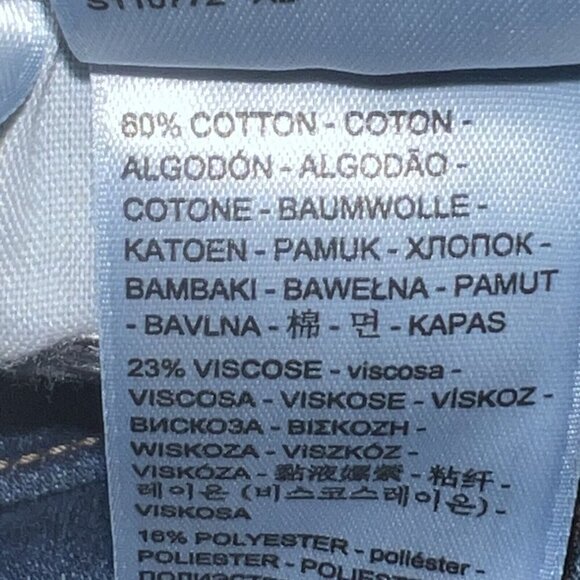 60% COTTON - COTON -
ALGODÓN - ALGODÃO -
COTONE - BAUMWOLLE -
KATOEN - PAMUK - ХЛОПОК -
BAMBAKI - BAWEŁNA - PAMUT
- BAVLNA - 棉 - 면 - KAPAS
23% VISCOSE - viscosa -
VISCOSA - VISKOSE - VİSKOZ -
ВИСКОЗА - ΒΙΣΚΟΖΗ -
WISKOZA - VISZKÓZ -
VISKÓZA - 黏液嫘縈 - 粘纤 -
레이온 (비스코스레이온) -
VISKOSA
16% POLYESTER - poliéster -
POLIESTER - POLIÉSTER -